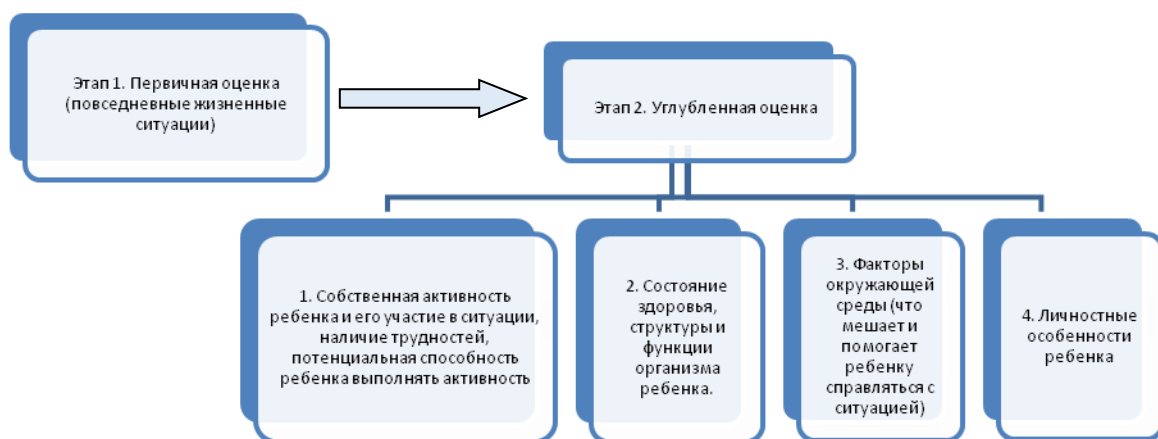 Этап 1. Первичная оценка
(повседневные жизненные
ситуации)
Этап 2. Углубленная оценка
1. Собственная активность
ребенка и его участие в ситуации,
наличие трудностей,
потенциальная способность
ребенка выполнять активность
2. Состояние
здоровья,
структуры и
функции
организма
ребенка.
3. Факторы
окружающей
среды (что
мешает и
помогает
ребенку
справляться с
ситуацией)
4. Личностные
особенности
ребенка